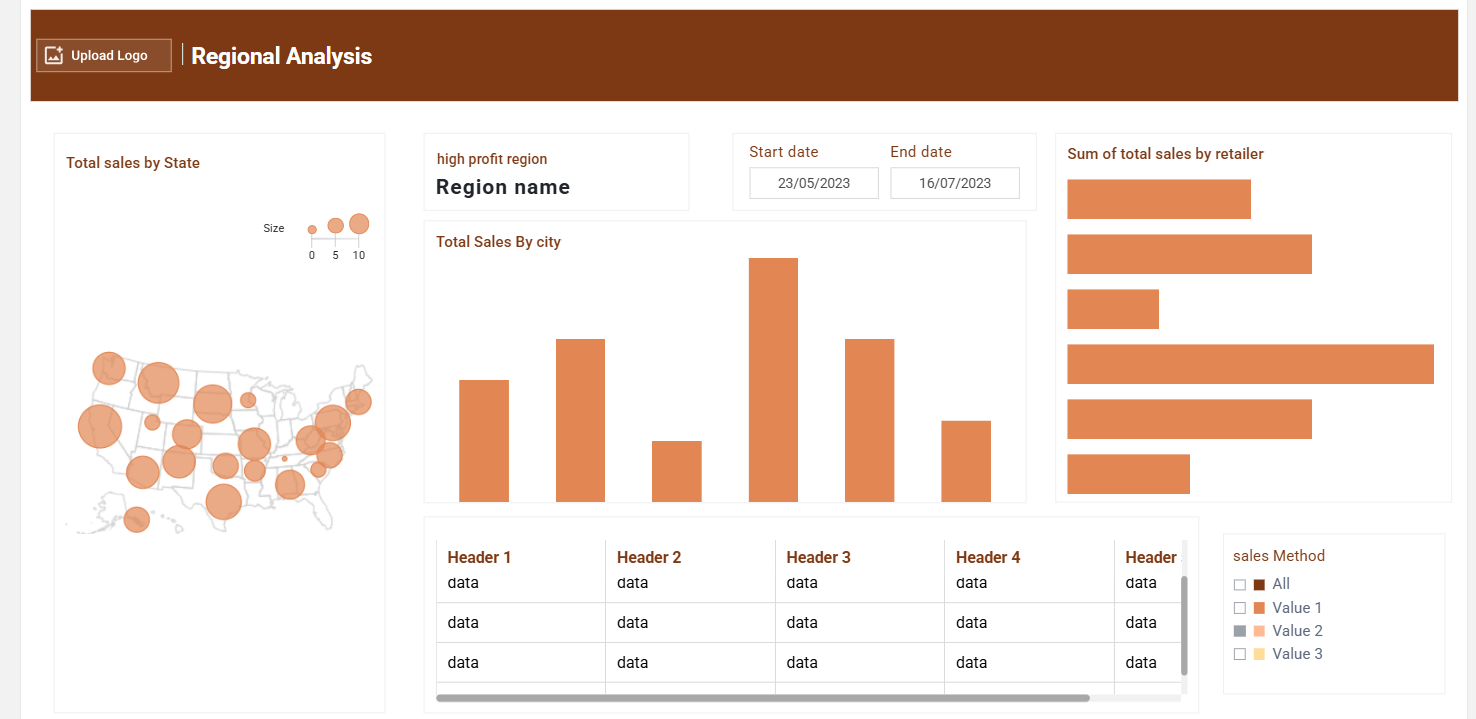 Upload Logo
Regional Analysis
Total sales by State
Size
0 5 10
high profit region
Region name
Start date
End date
23/05/2023
16/07/2023
Total Sales By city
Sum of total sales by retailer
Header 1 Header 2 Header 3 Header 4 Header
data data data data data
data data data data data
data data data data data
sales Method
All
Value 1
Value 2
Value 3